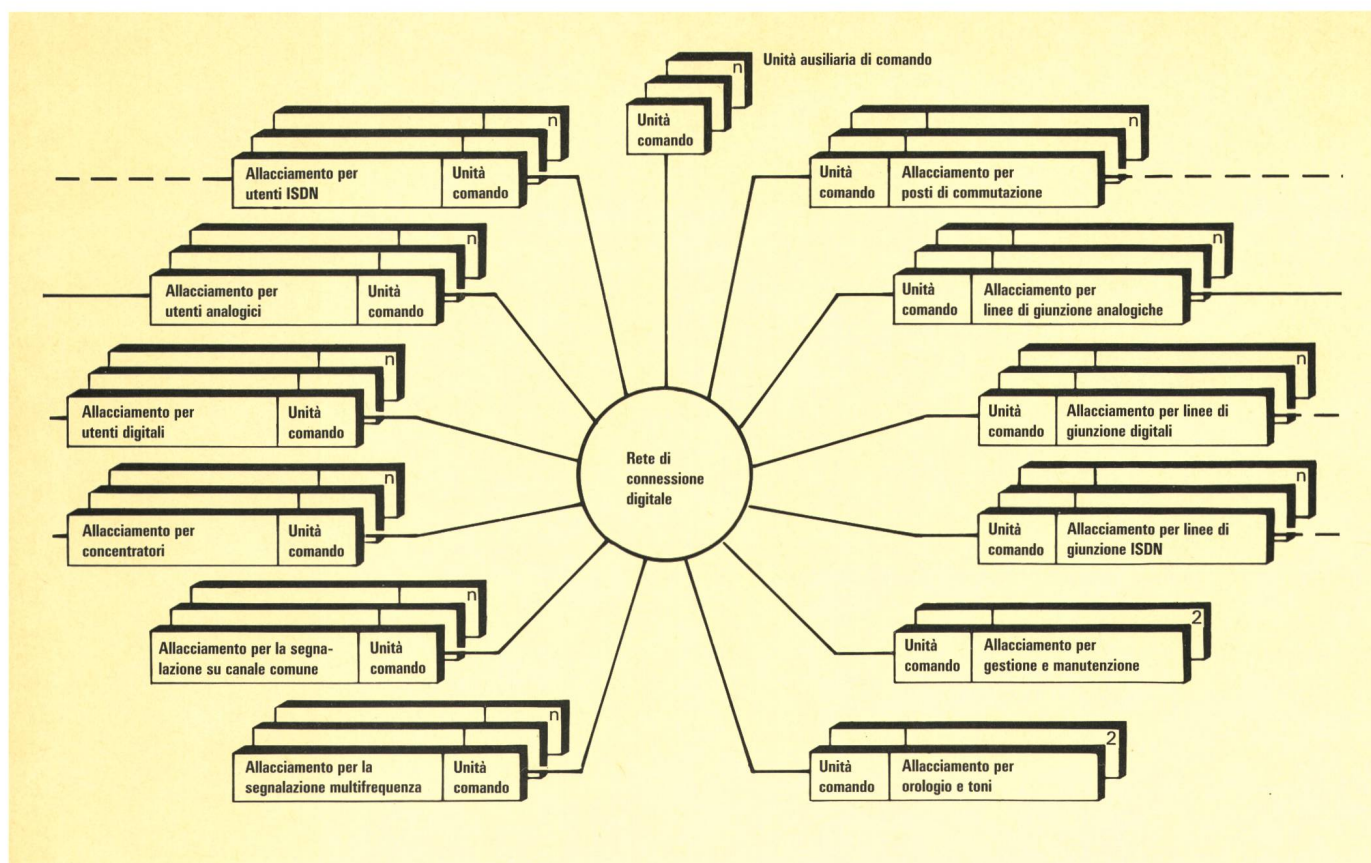 n
Unità ausiliaria di comando
Unità
comando
n
Allacciamento per
utenti ISDN
Unità
comando
n
Allacciamento per
utenti analogici
Unità
comando
n
Allacciamento per
utenti digitali
Unità
comando
n
Allacciamento per
concentratori
Unità
comando
n
Allacciamento per la segna-
lazione su canale comune
Unità
comando
n
Allacciamento per la
segnalazione multifrequenza
Unità
comando
Rete di
connessione
digitale
n
Unità
comando
Allacciamento per
posti di commutazione
n
Unità
comando
Allacciamento per
linee di giunzione analogiche
n
Unità
comando
Allacciamento per linee di
giunzione digitali
n
Unità
comando
Allacciamento per linee di
giunzione ISDN
2
Unità
comando
Allacciamento per
gestione e manutenzione
2
Unità
comando
Allacciamento per
orologio e toni